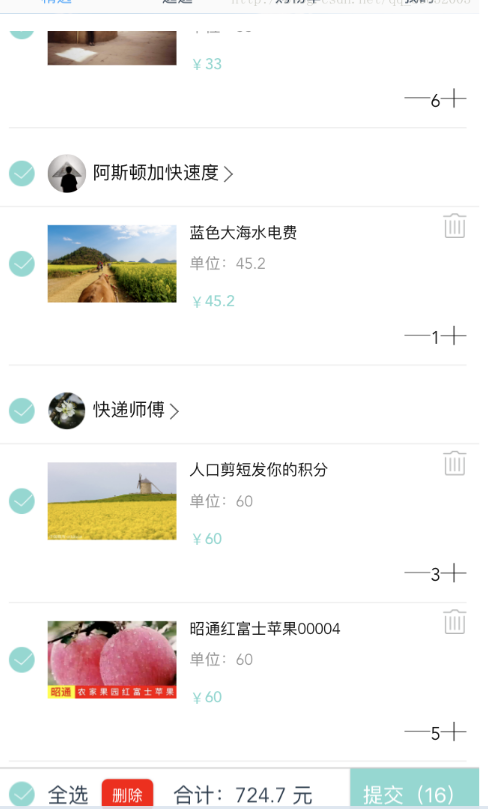 ¥33
6
阿斯顿加快速度
蓝色大海水电费
单位：45.2
¥45.2
1
快递师傅
人口剪短发你的积分
单位：60
¥60
3
昭通红富士苹果00004
单位：60
昭通 农家果园红富士苹果
¥60
5
全选 删除 合计：724.7 元 提交（16）